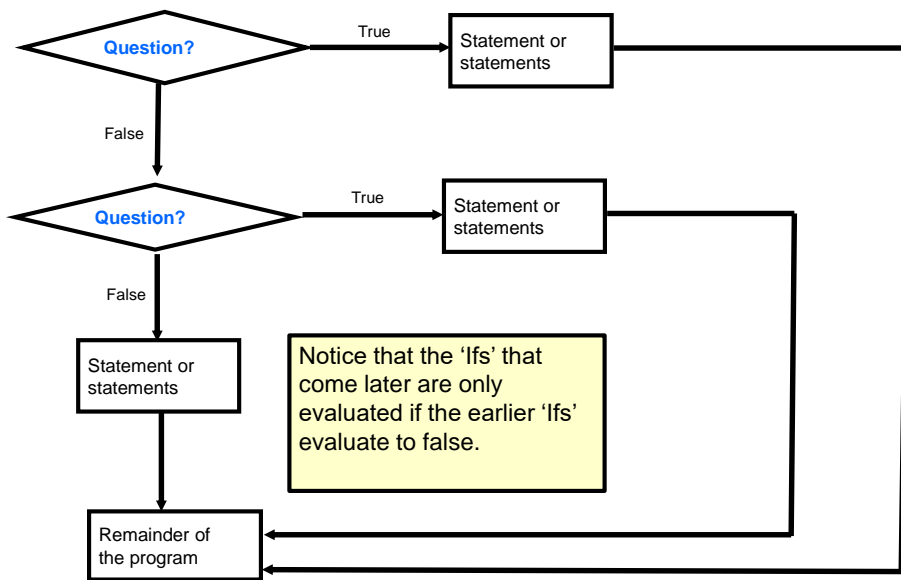 Question?
True
Statement or
statements
False
Question?
True
Statement or
statements
False
Statement or
statements
Notice that the ‘Ifs’ that
come later are only
evaluated if the earlier ‘Ifs’
evaluate to false.
Remainder of
the program